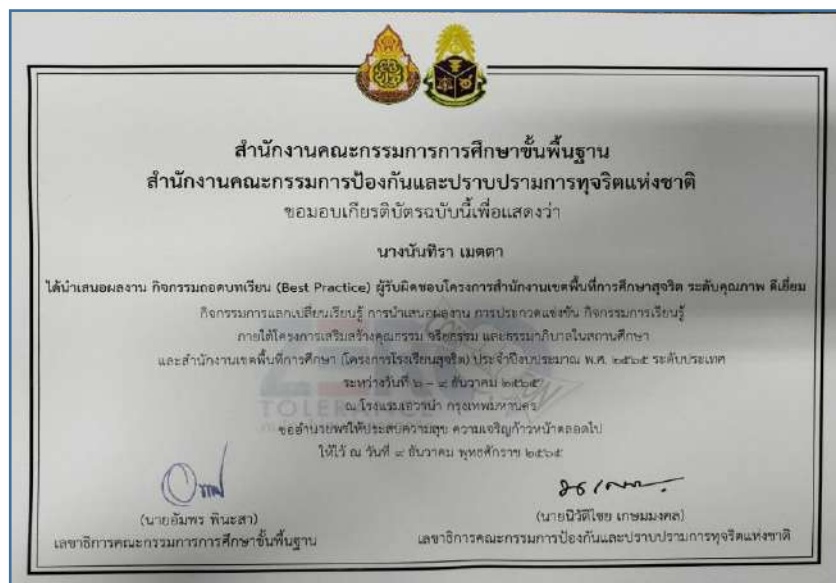 สำนักงานคณะกรรมการการศึกษาขั้นพื้นฐาน
สำนักงานคณะกรรมการป้องกันและปราบปรามการทุจริตแห่งชาติ
ขอมอบเกียรติบัตรฉบับนี้เพื่อแสดงว่า
นางนันทิรา เมตตา
ได้นำเสนอผลงาน กิจกรรมถอดบทเรียน (Best Practice) ผู้รับผิดชอบโครงการสำนักงานเขตพื้นที่การศึกษาสุจริต ระดับคุณภาพ ดีเยี่ยม
กิจกรรมการแลกเปลี่ยนเรียนรู้ การนำเสนอผลงาน การประกวดแข่งขัน กิจกรรมการเรียนรู้
ภายใต้โครงการเสริมสร้างคุณธรรม จริยธรรม และธรรมาภิบาลในสถานศึกษา
และสำนักงานเขตพื้นที่การศึกษา (โครงการโรงเรียนสุจริต) ประจำปีงบประมาณ พ.ศ. ๒๕๖๕ ระดับประเทศ
ระหว่างวันที่ ๖ – ๘ ธันวาคม ๒๕๖๕
ณ โรงแรมเอวานา กรุงเทพมหานคร
ขออำนวยพรให้ประสบความสุข ความเจริญก้าวหน้าตลอดไป
ให้ไว้ ณ วันที่ ๘ ธันวาคม พุทธศักราช ๒๕๖๕
ZERO
TOLERANCE
(นายอัมพร พินะสา)
เลขาธิการคณะกรรมการการศึกษาขั้นพื้นฐาน
(นายนิวัติไชย เกษมมงคล)
เลขาธิการคณะกรรมการป้องกันและปราบปรามการทุจริตแห่งชาติ